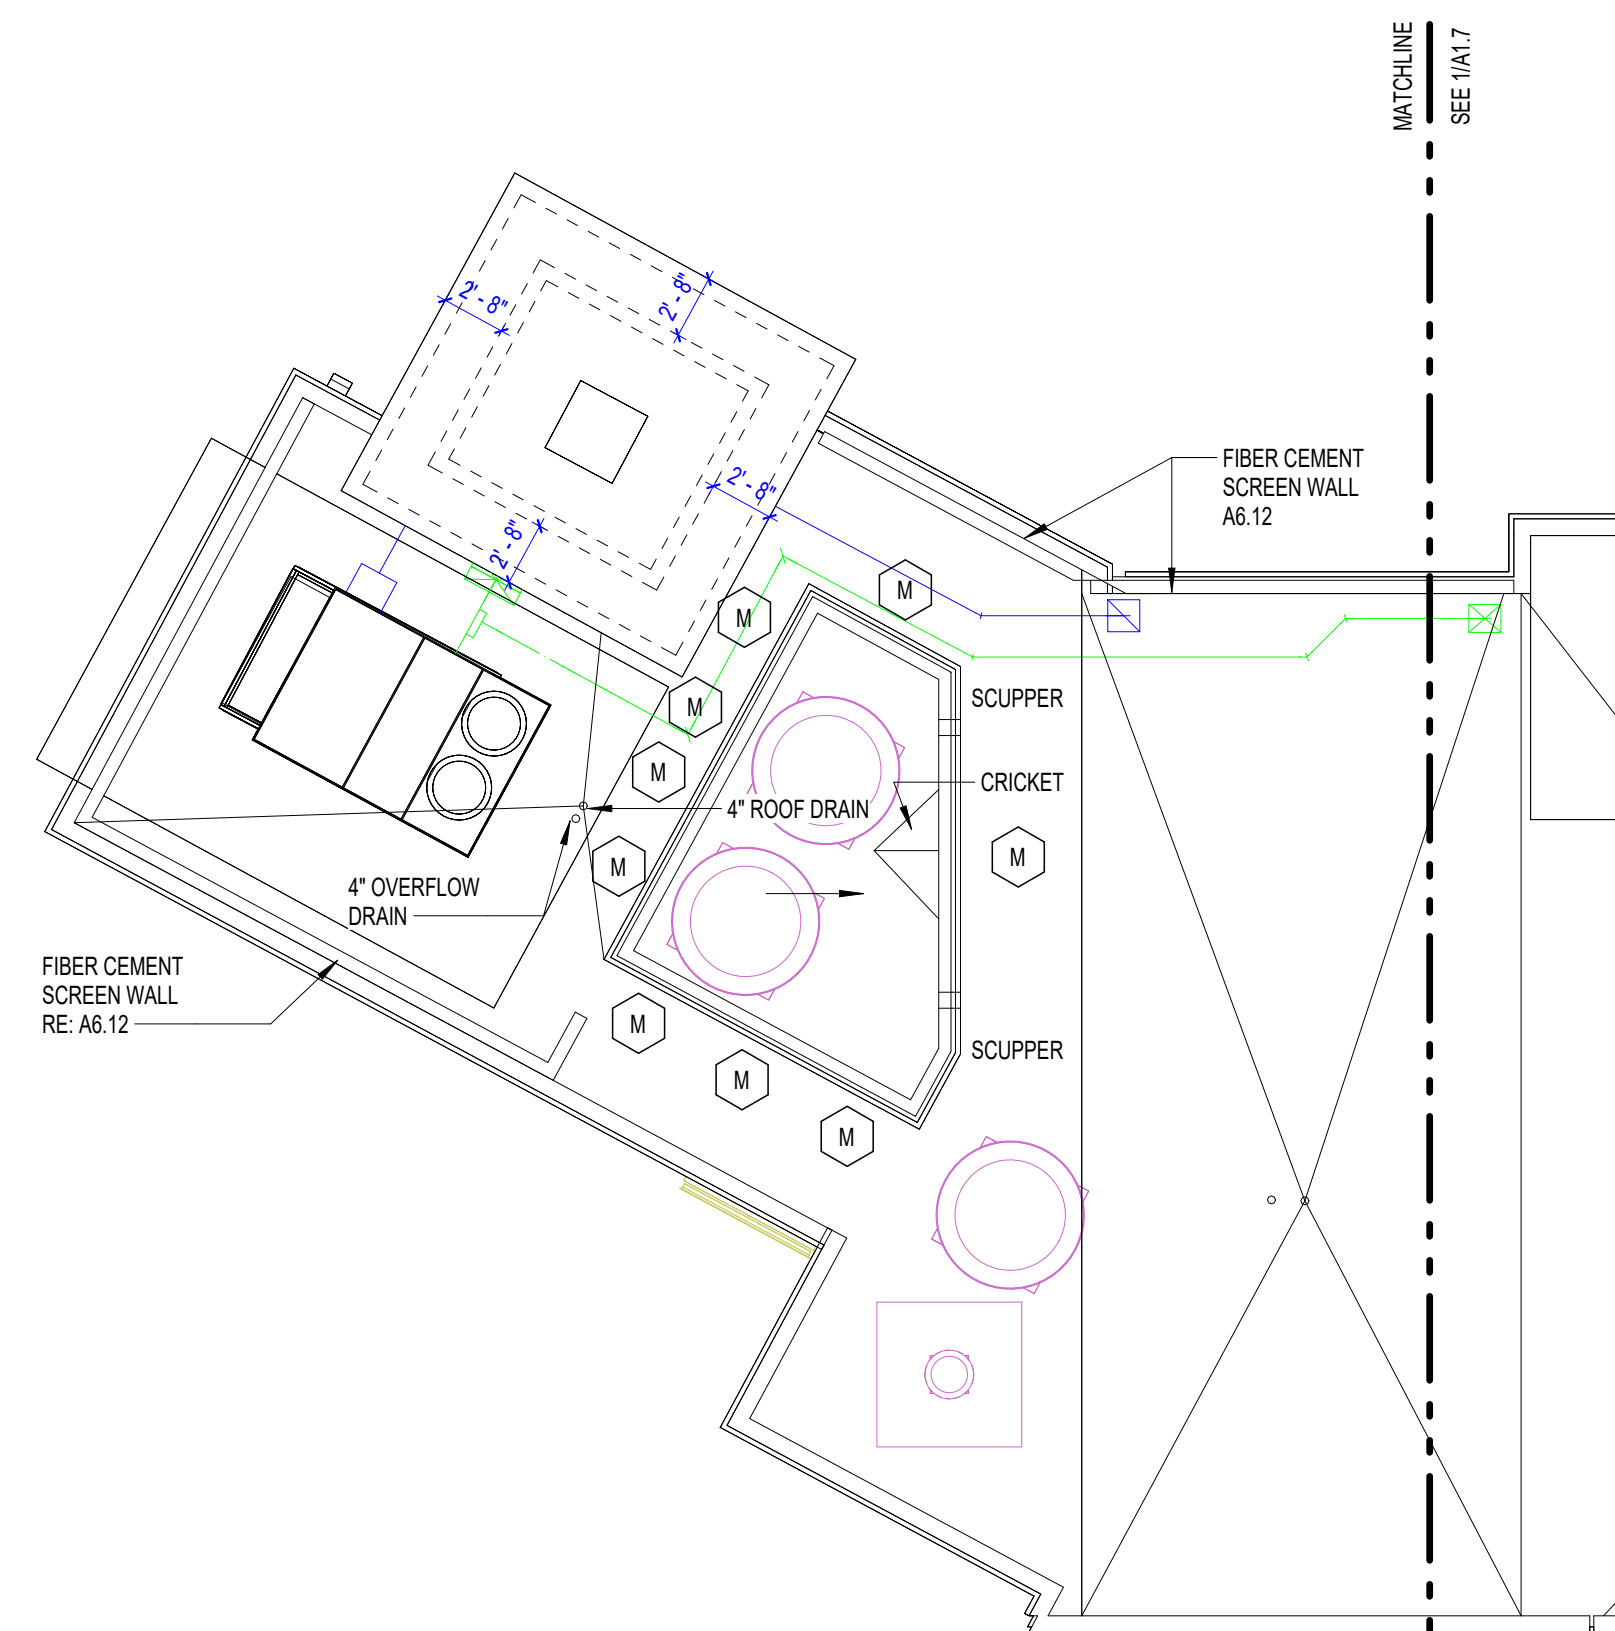 MATCHLINE
SEE 1/A1.7
2'- 8"
2'- 8"
2'- 8"
2'- 8"
FIBER CEMENT
SCREEN WALL
A6.12
M
M
M
M
M
M
M
M
M
SCUPPER
CRICKET
4" ROOF DRAIN
4" OVERFLOW
DRAIN
FIBER CEMENT
SCREEN WALL
RE: A6.12
SCUPPER